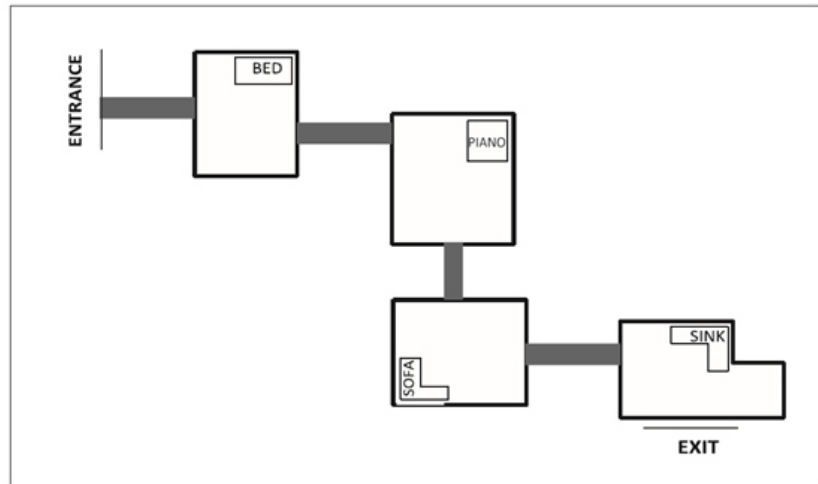 ENTRANCE
BED
PIANO
SOFA
SINK
EXIT